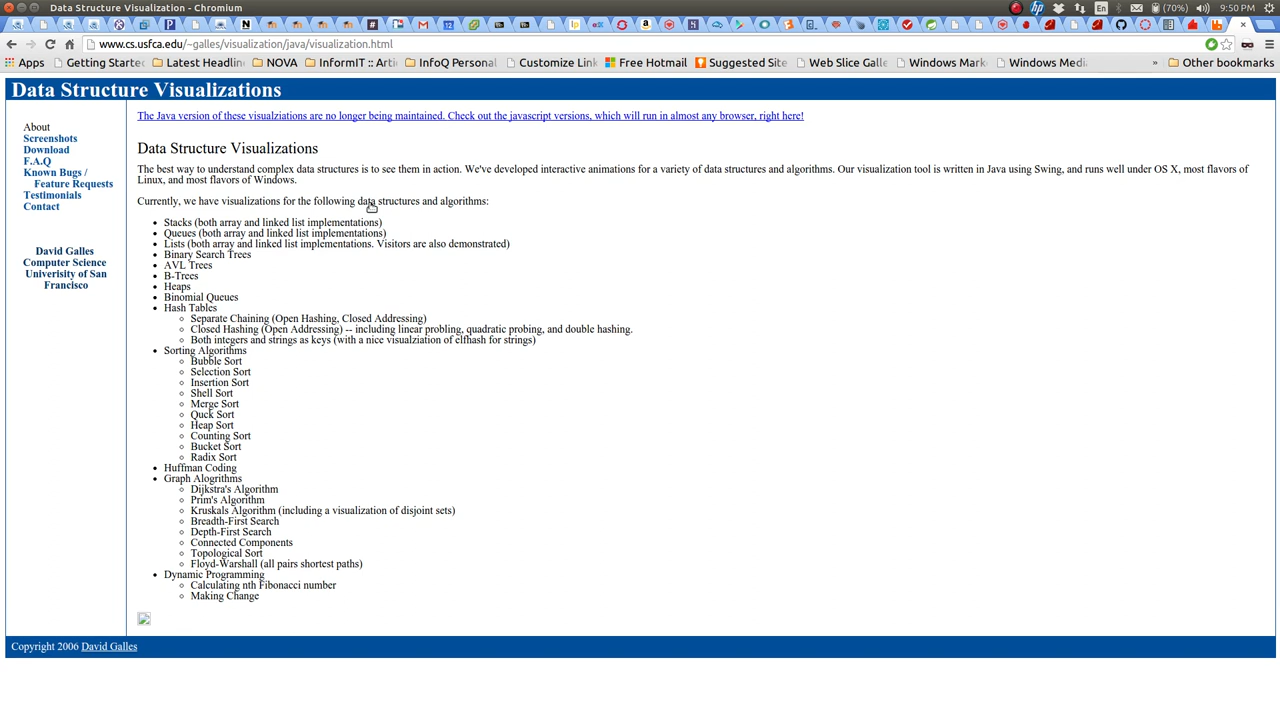 Data Structure Visualization - Chromium
(70%)
9:50 PM
www.cs.usfca.edu/~galles/visualization/java/visualization.html
Apps
Getting Starte
Latest Headlin
NOVA
InformIT :: Arti
InfoQ Personal
Customize Link
Free Hotmail
Suggested Site
Web Slice Galle
Windows Mark
Windows Media
»
Other bookmarks
Data Structure Visualizations
About
Screenshots
Download
F.A.Q
Known Bugs /
Feature Requests
Testimonials
Contact
David Galles
Computer Science
Univerisity of San
Francisco
The Java version of these visualziations are no longer being maintained. Check out the javascript versions, which will run in almost any browser, right here!
Data Structure Visualizations
The best way to understand complex data structures is to see them in action. We've developed interactive animations for a variety of data structures and algorithms. Our visualization tool is written in Java using Swing, and runs well under OS X, most flavors of
Linux, and most flavors of Windows.
Currently, we have visualizations for the following data structures and algorithms:
Stacks (both array and linked list implementations)
Queues (both array and linked list implementations)
Lists (both array and linked list implementations. Visitors are also demonstrated)
Binary Search Trees
AVL Trees
B-Trees
Heaps
Binomial Queues
Hash Tables
Separate Chaining (Open Hashing, Closed Addressing)
Closed Hashing (Open Addressing) -- including linear probling, quadratic probing, and double hashing.
Both integers and strings as keys (with a nice visualziation of elfhash for strings)
Sorting Algorithms
Bubble Sort
Selection Sort
Insertion Sort
Shell Sort
Merge Sort
Quck Sort
Heap Sort
Counting Sort
Bucket Sort
Radix Sort
Huffman Coding
Graph Alogrithms
Dijkstra's Algorithm
Prim's Algorithm
Kruskals Algorithm (including a visualization of disjoint sets)
Breadth-First Search
Depth-First Search
Connected Components
Topological Sort
Floyd-Warshall (all pairs shortest paths)
Dynamic Programming
Calculating nth Fibonacci number
Making Change
Copyright 2006 David Galles